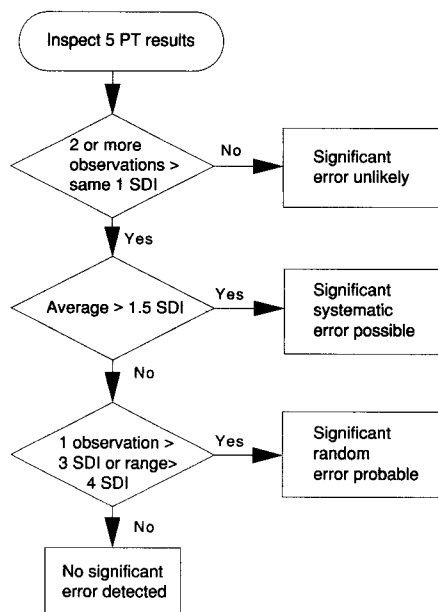 Inspect 5 PT results
2 or more
observations >
same 1 SDI
No
Significant
error unlikely
Yes
Average > 1.5 SDI
Yes
Significant
systematic
error possible
No
1 observation >
3 SDI or range>
4 SDI
Yes
Significant
random
error probable
No
No significant
error detected